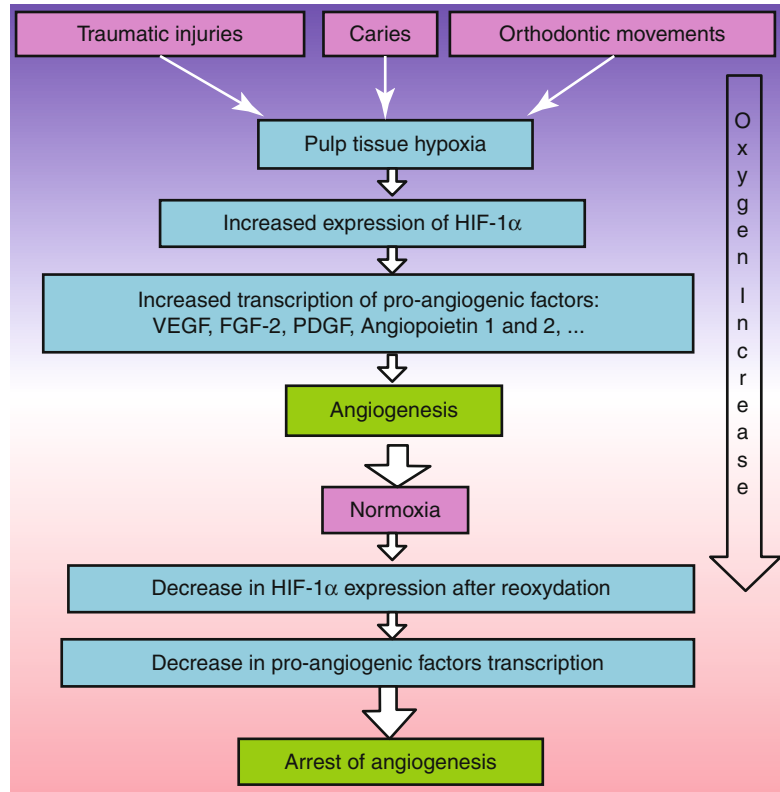 Traumatic injuries
Caries
Orthodontic movements
Pulp tissue hypoxia
Increased expression of HIF-1α
Increased transcription of pro-angiogenic factors:
VEGF, FGF-2, PDGF, Angiopoietin 1 and 2, ...
Angiogenesis
Normoxia
Decrease in HIF-1α expression after reoxydation
Decrease in pro-angiogenic factors transcription
Arrest of angiogenesis
Oxygen Increase